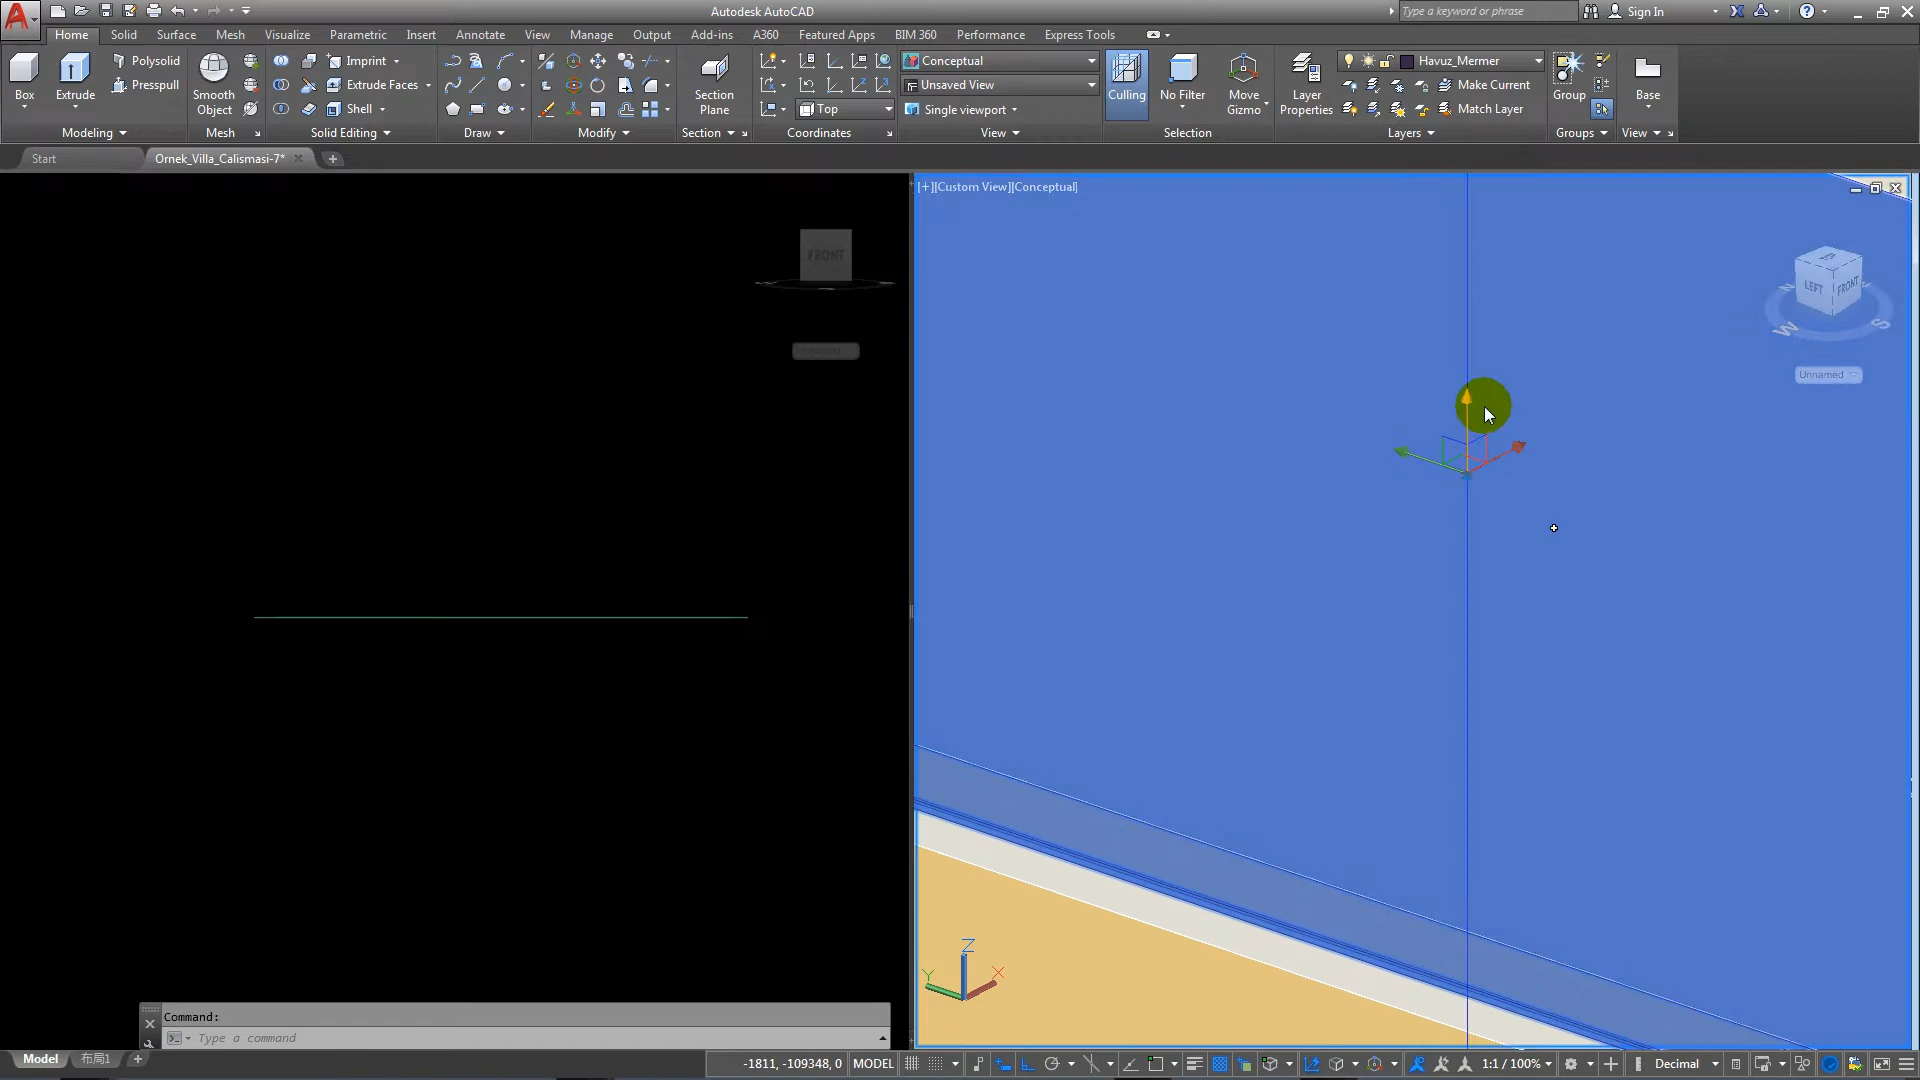 Autodesk AutoCAD
Type a keyword or phrase
Sign In
Home Solid Surface Mesh Visualize Parametric Insert Annotate View Manage Output Add-ins A360 Featured Apps BIM 360 Performance Express Tools
Box
Extrude
Polysolid
Presspull
Modeling
Smooth Object
Mesh
Imprint
Extrude Faces
Shell
Solid Editing
Draw
Modify
Section Plane
Section
Top
Coordinates
Conceptual
Unsaved View
Single viewport
View
Culling
No Filter
Move Gizmo
Selection
Layer Properties
Havuz_Mermer
Make Current
Match Layer
Layers
Group
Groups
Base
View
Start
Ornek_Villa_Calismasi-7*
FRONT
[+][Custom View][Conceptual]
TOP
LEFT
FRONT
W
S
Unnamed
Z
Y
X
Command:
Type a command
Model
布局1
-1811, -109348, 0
MODEL
1:1 / 100%
Decimal